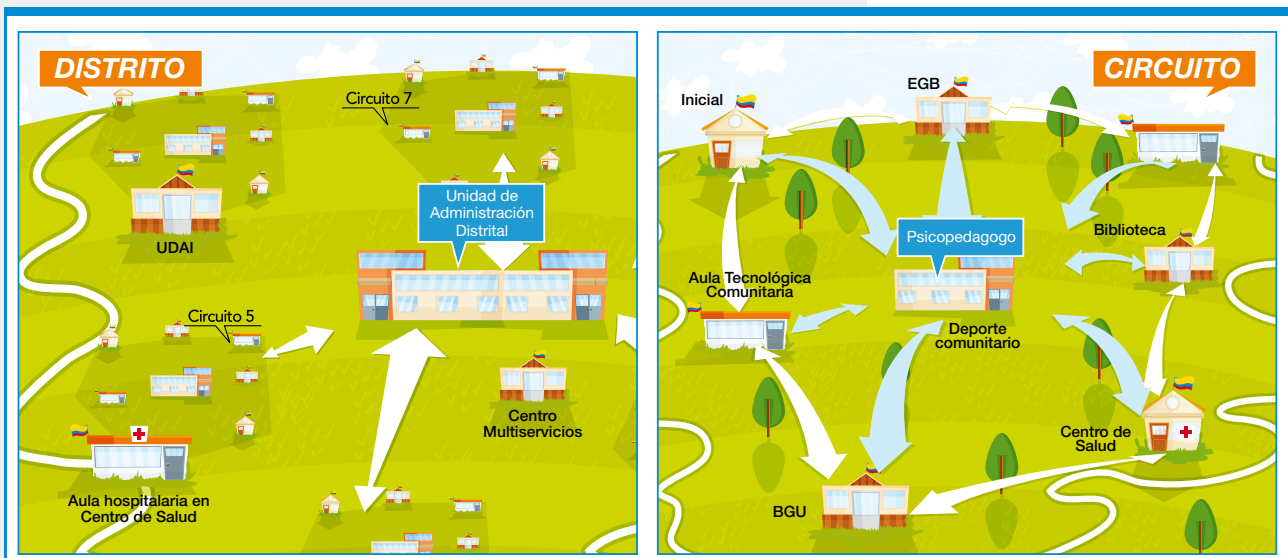 DISTRITO
Circuito 7
Unidad de
Administración
Distrital
UDAI
Circuito 5
Centro
Multiservicios
Aula hospitalaria en
Centro de Salud
CIRCUITO
EGB
Inicial
Psicopedagogo
Biblioteca
Aula Tecnológica
Comunitaria
Deporte
comunitario
Centro de
Salud
BGU